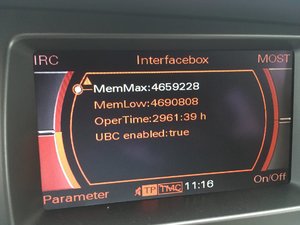 IRC Interfacebox MOST
MemMax:4659228
MemLow:4690808
OperTime:2961:39 h
UBC enabled:true
Parameter On/Off
TP TMC 11:16